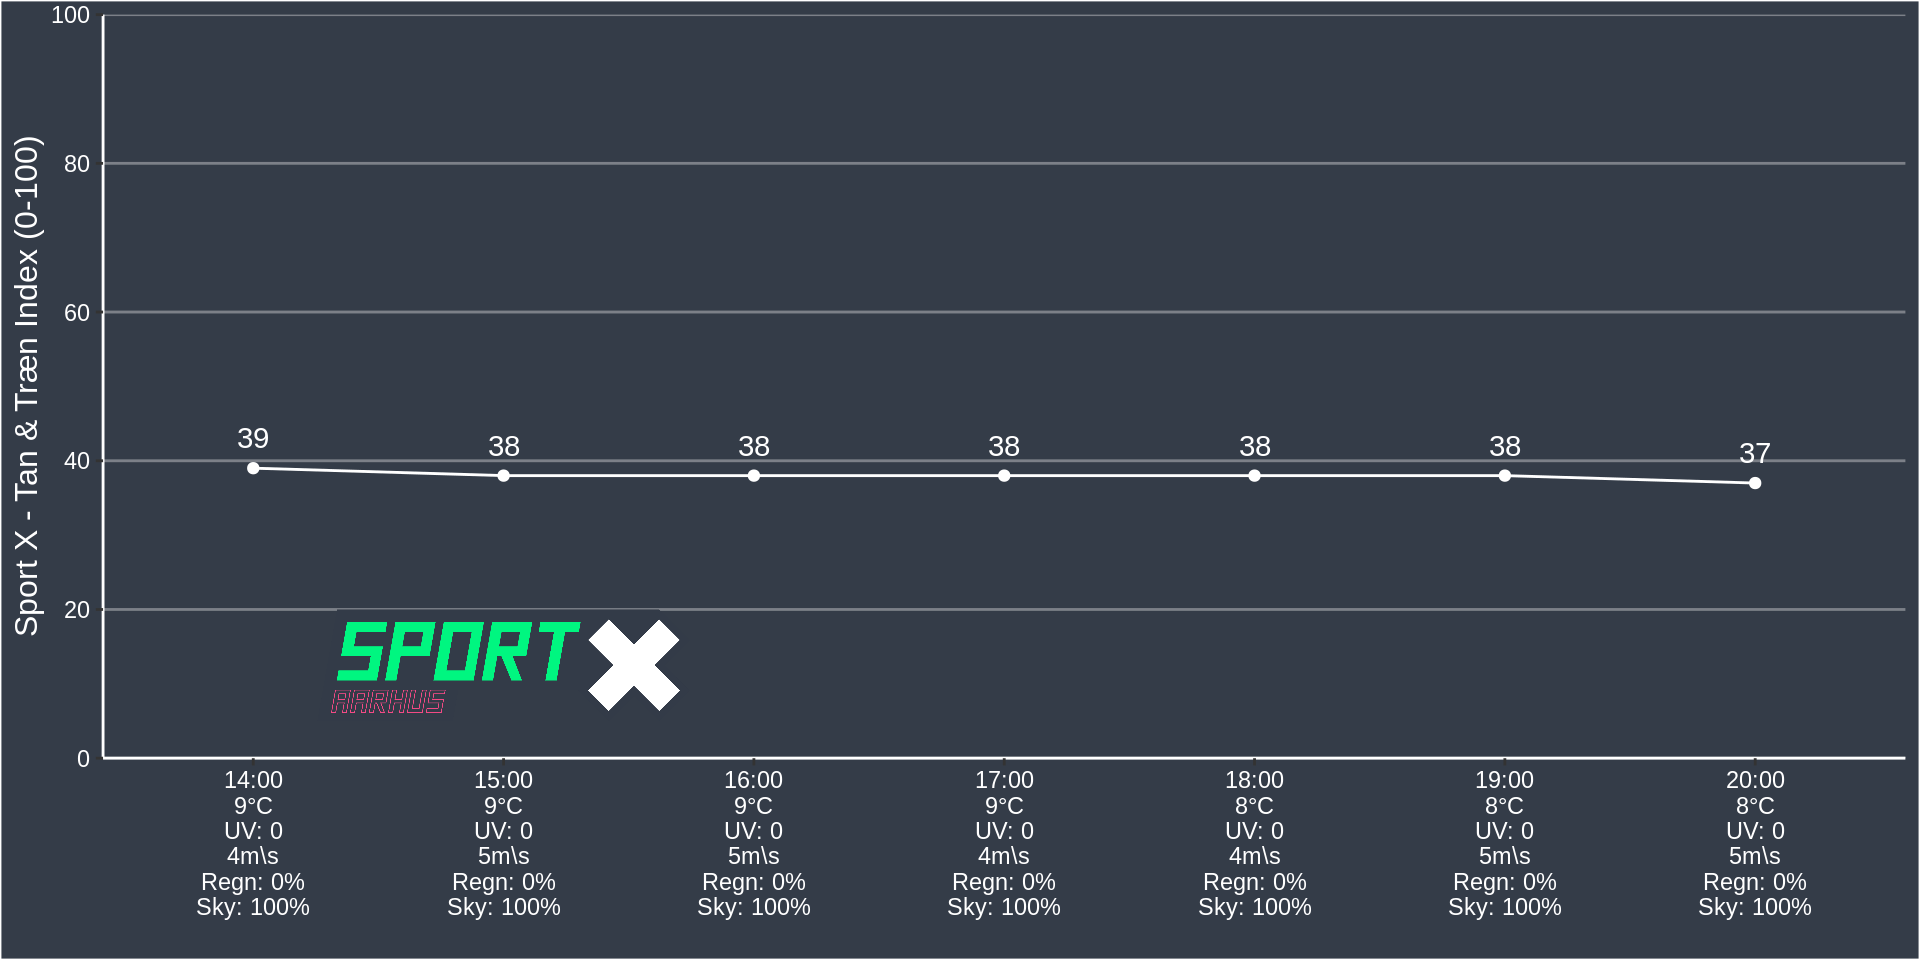 Sport X - Tan & Træn Index (0-100)
100
80
60
40
20
0
39
38
38
38
38
38
37
SPORT X
AARHUS
14:00
9°C
UV: 0
4m\s
Regn: 0%
Sky: 100%
15:00
9°C
UV: 0
5m\s
Regn: 0%
Sky: 100%
16:00
9°C
UV: 0
5m\s
Regn: 0%
Sky: 100%
17:00
9°C
UV: 0
4m\s
Regn: 0%
Sky: 100%
18:00
8°C
UV: 0
4m\s
Regn: 0%
Sky: 100%
19:00
8°C
UV: 0
5m\s
Regn: 0%
Sky: 100%
20:00
8°C
UV: 0
5m\s
Regn: 0%
Sky: 100%